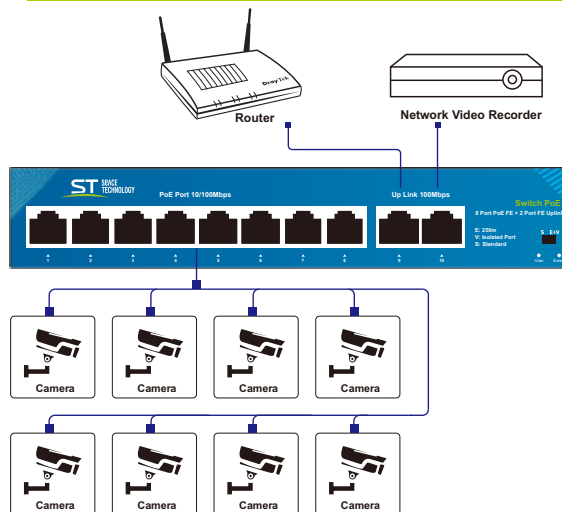 DrayTek
Router
Network Video Recorder
ST SPACE
TECHNOLOGY
PoE Port 10/100Mbps
Up Link 100Mbps
Switch PoE
8 Port PoE FE + 2 Port FE Uplink
E: 250m
V: Isolated Port
S: Standard
S E+V
1 2 3 4 5 6 7 8 9 10
Vlan
Camera Camera Camera Camera
Camera Camera Camera Camera